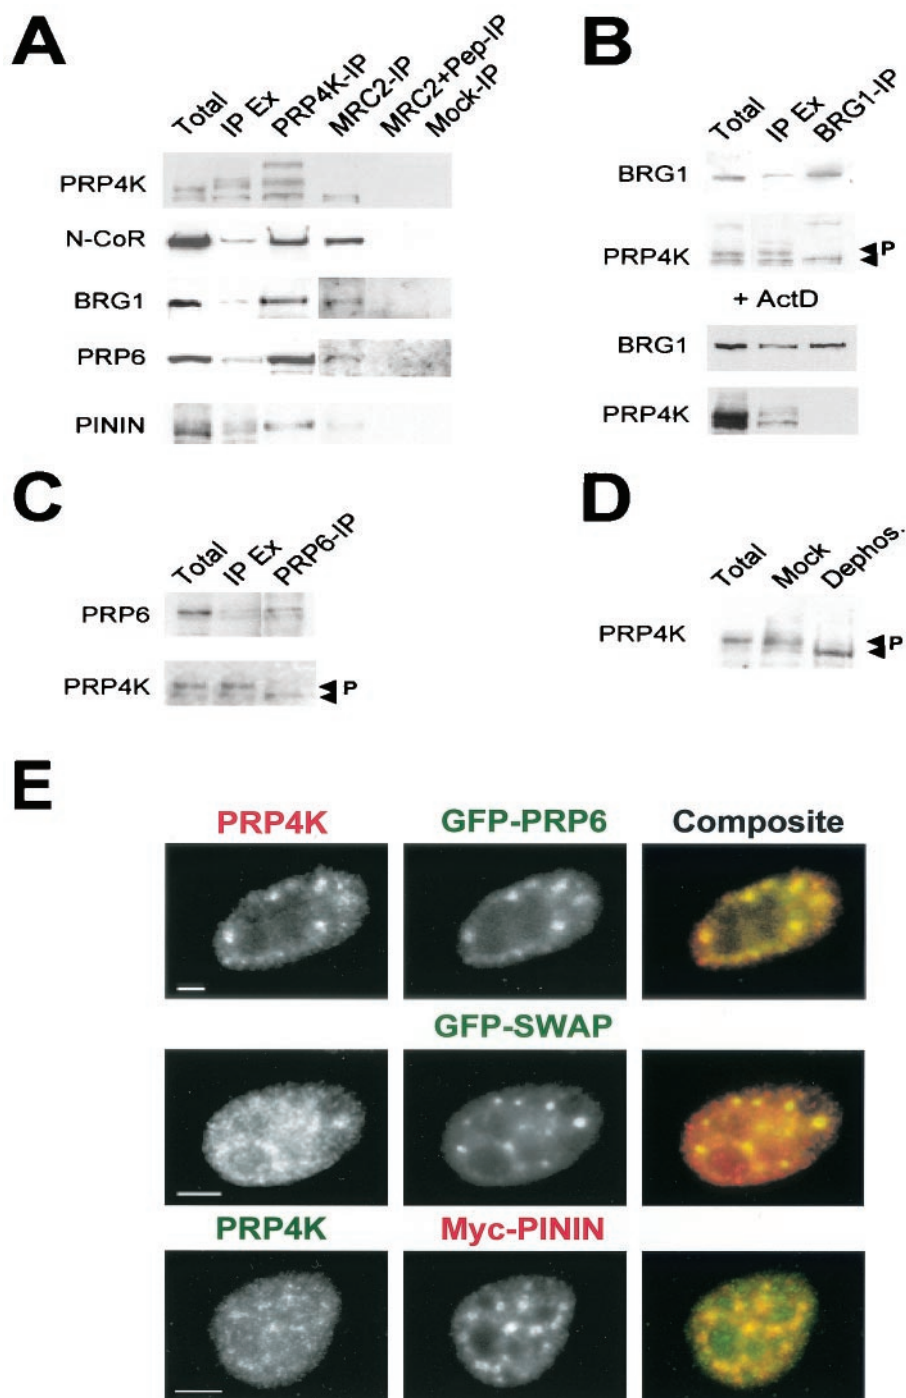 A
Total IP Ex PRP4K-IP MRC2-IP MRC2+Pep-IP Mock-IP
PRP4K
N-CoR
BRG1
PRP6
PININ
B
Total IP Ex BRG1-IP
BRG1
PRP4K P
+ ActD
BRG1
PRP4K
C
Total IP Ex PRP6-IP
PRP6
PRP4K P
D
Total Mock Dephos.
PRP4K P
E
PRP4K GFP-PRP6 Composite
GFP-SWAP
PRP4K Myc-PININ